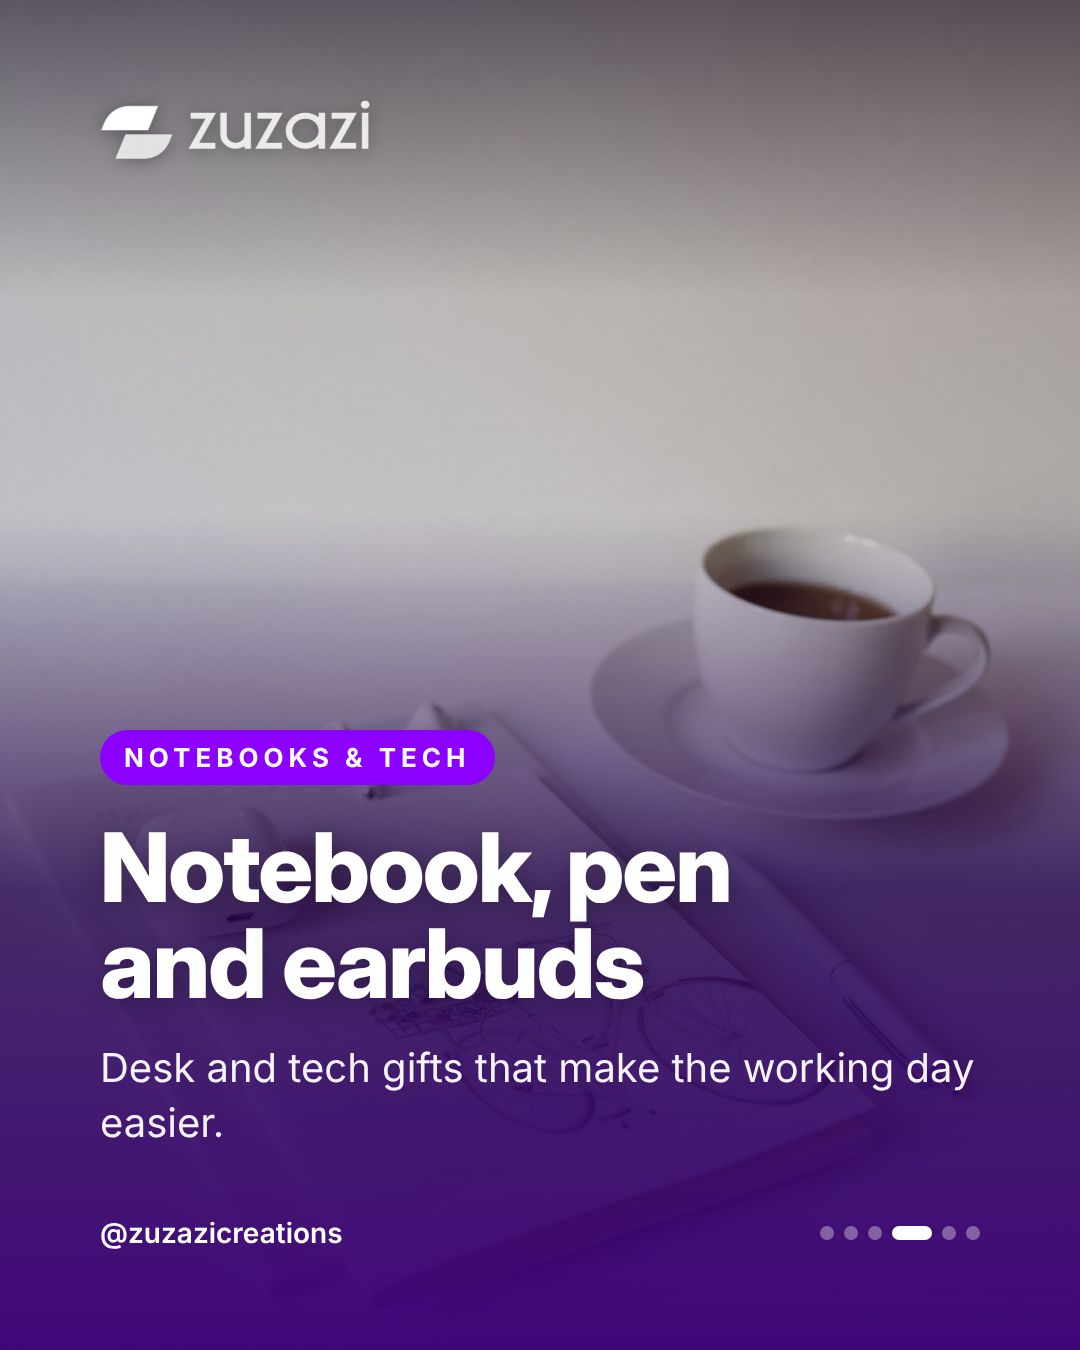 zuzazi
NOTEBOOKS & TECH
Notebook, pen
and earbuds
Desk and tech gifts that make the working day
easier.
@zuzazicreations